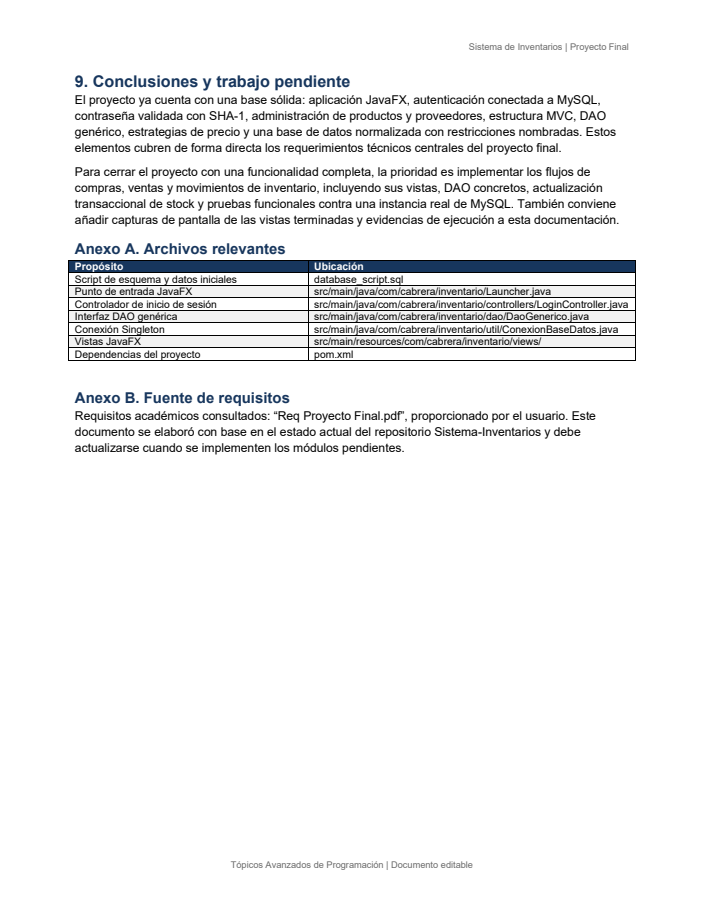 Sistema de Inventarios | Proyecto Final
9. Conclusiones y trabajo pendiente
El proyecto ya cuenta con una base sólida: aplicación JavaFX, autenticación conectada a MySQL,
contraseña validada con SHA-1, administración de productos y proveedores, estructura MVC, DAO
genérico, estrategias de precio y una base de datos normalizada con restricciones nombradas. Estos
elementos cubren de forma directa los requerimientos técnicos centrales del proyecto final.
Para cerrar el proyecto con una funcionalidad completa, la prioridad es implementar los flujos de
compras, ventas y movimientos de inventario, incluyendo sus vistas, DAO concretos, actualización
transaccional de stock y pruebas funcionales contra una instancia real de MySQL. También conviene
añadir capturas de pantalla de las vistas terminadas y evidencias de ejecución a esta documentación.
Anexo A. Archivos relevantes
Propósito Ubicación
Script de esquema y datos iniciales database_script.sql
Punto de entrada JavaFX src/main/java/com/cabrera/inventario/Launcher.java
Controlador de inicio de sesión src/main/java/com/cabrera/inventario/controllers/LoginController.java
Interfaz DAO genérica src/main/java/com/cabrera/inventario/dao/DaoGenerico.java
Conexión Singleton src/main/java/com/cabrera/inventario/util/ConexionBaseDatos.java
Vistas JavaFX src/main/resources/com/cabrera/inventario/views/
Dependencias del proyecto pom.xml
Anexo B. Fuente de requisitos
Requisitos académicos consultados: “Req Proyecto Final.pdf”, proporcionado por el usuario. Este
documento se elaboró con base en el estado actual del repositorio Sistema-Inventarios y debe
actualizarse cuando se implementen los módulos pendientes.
Tópicos Avanzados de Programación | Documento editable